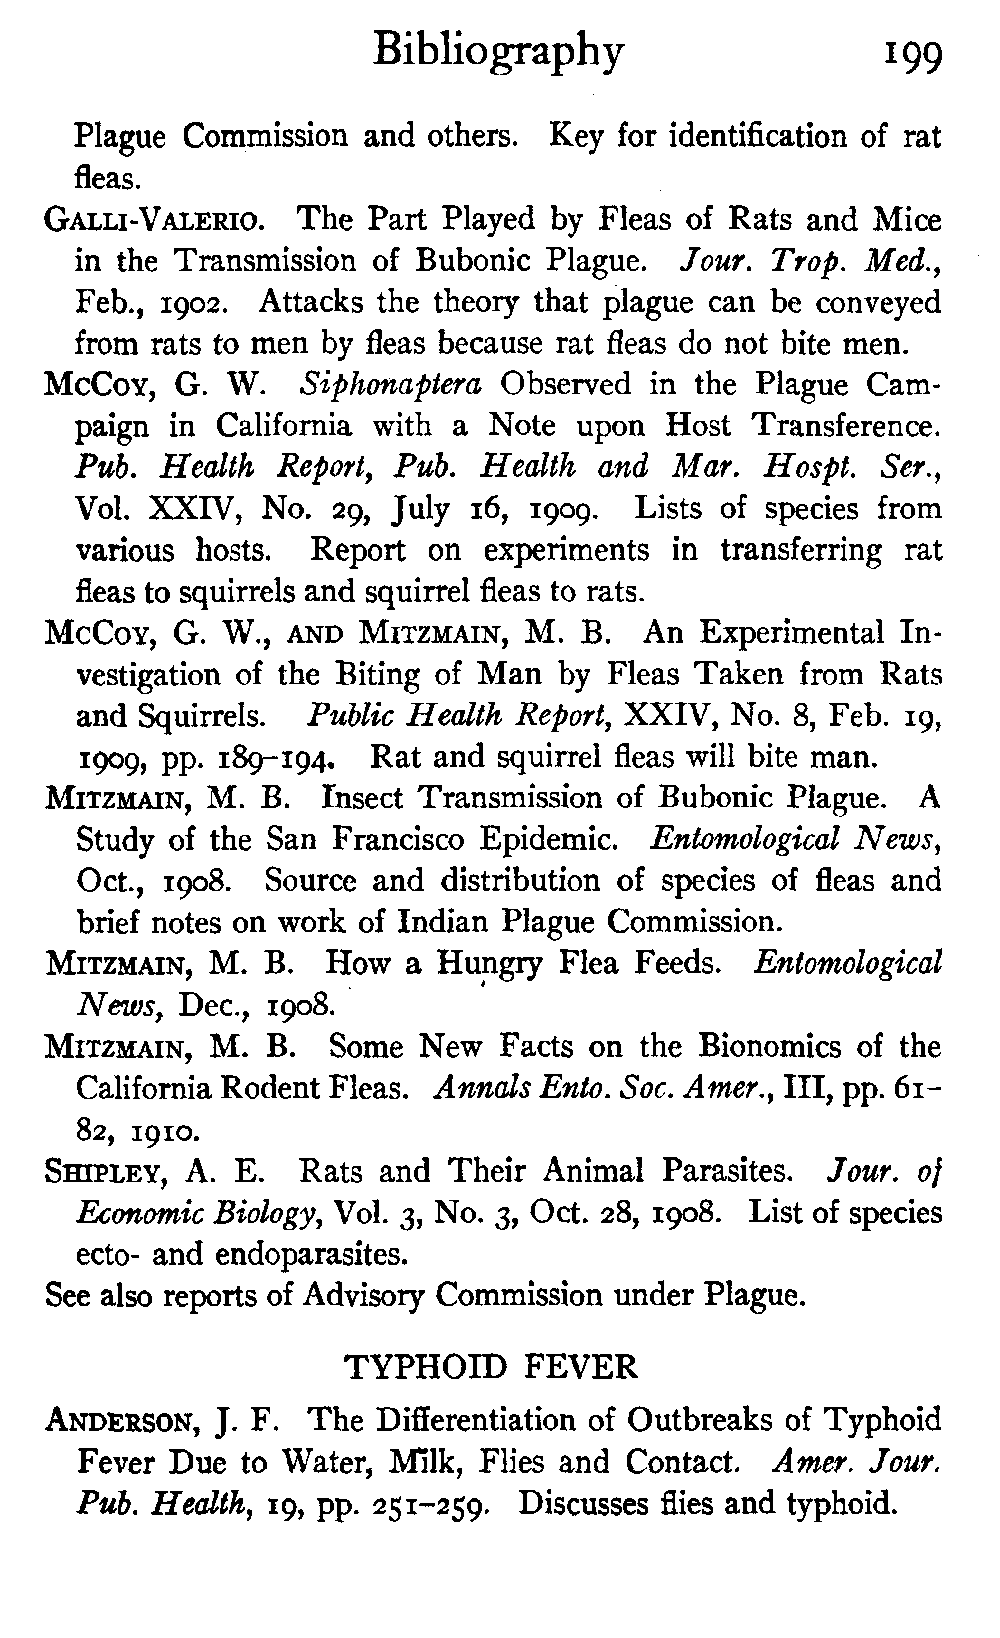 Bibliography 199
Plague Commission and others. Key for identification of rat
fleas.
GALLI-VALERIO. The Part Played by Fleas of Rats and Mice
in the Transmission of Bubonic Plague. Jour. Trop. Med.,
Feb., 1902. Attacks the theory that plague can be conveyed
from rats to men by fleas because rat fleas do not bite men.
MCCOY, G. W. Siphonaptera Observed in the Plague Cam-
paign in California with a Note upon Host Transference.
Pub. Health Report, Pub. Health and Mar. Hospt. Ser.,
Vol. XXIV, No. 29, July 16, 1909. Lists of species from
various hosts. Report on experiments in transferring rat
fleas to squirrels and squirrel fleas to rats.
MCCOY, G. W., AND MITZMAIN, M. B. An Experimental In-
vestigation of the Biting of Man by Fleas Taken from Rats
and Squirrels. Public Health Report, XXIV, No. 8, Feb. 19,
1909, pp. 189–194. Rat and squirrel fleas will bite man.
MITZMAIN, M. B. Insect Transmission of Bubonic Plague. A
Study of the San Francisco Epidemic. Entomological News,
Oct., 1908. Source and distribution of species of fleas and
brief notes on work of Indian Plague Commission.
MITZMAIN, M. B. How a Hungry Flea Feeds. Entomological
News, Dec., 1908.
MITZMAIN, M. B. Some New Facts on the Bionomics of the
California Rodent Fleas. Annals Ento. Soc. Amer., III, pp. 61–
82, 1910.
SHIPLEY, A. E. Rats and Their Animal Parasites. Jour. of
Economic Biology, Vol. 3, No. 3, Oct. 28, 1908. List of species
ecto- and endoparasites.
See also reports of Advisory Commission under Plague.
TYPHOID FEVER
ANDERSON, J. F. The Differentiation of Outbreaks of Typhoid
Fever Due to Water, Milk, Flies and Contact. Amer. Jour.
Pub. Health, 19, pp. 251–259. Discusses flies and typhoid.